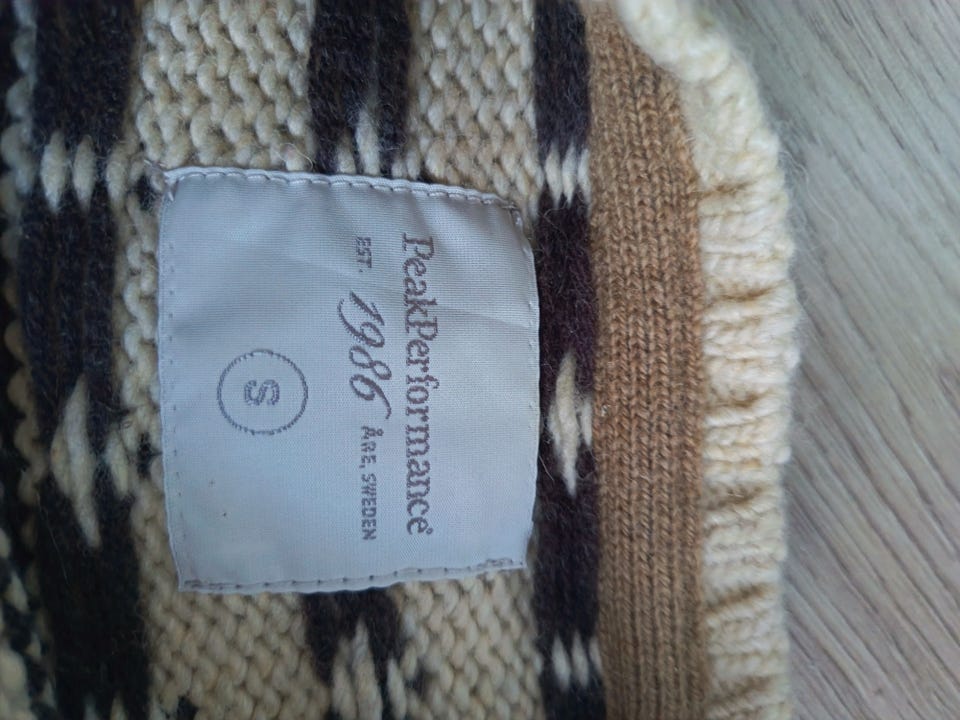 PeakPerformance
EST. 1986 ÅRE, SWEDEN
S